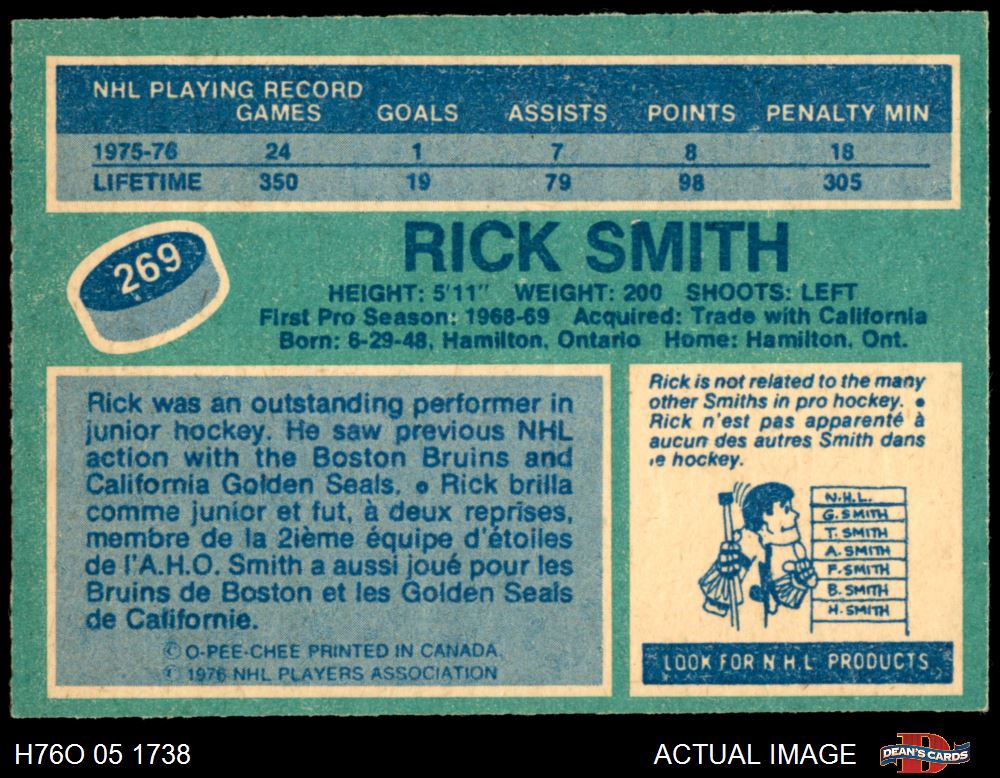 NHL PLAYING RECORD
GAMES GOALS ASSISTS POINTS PENALTY MIN
1975-76 24 1 7 8 18
LIFETIME 350 19 79 98 305
269
RICK SMITH
HEIGHT: 5'11" WEIGHT: 200 SHOOTS: LEFT
First Pro Season: 1968-69 Acquired: Trade with California
Born: 6-29-48, Hamilton, Ontario Home: Hamilton, Ont.
Rick was an outstanding performer in
junior hockey. He saw previous NHL
action with the Boston Bruins and
California Golden Seals. • Rick brilla
comme junior et fut, à deux reprises,
membre de la 2ième équipe d'étoiles
de l'A.H.O. Smith a aussi joué pour les
Bruins de Boston et les Golden Seals
de Californie.
© O-PEE-CHEE PRINTED IN CANADA
© 1976 NHL PLAYERS ASSOCIATION
Rick is not related to the many
other Smiths in pro hockey. •
Rick n'est pas apparenté à
aucun des autres Smith dans
le hockey.
N.H.L.
G. SMITH
T. SMITH
A. SMITH
F. SMITH
B. SMITH
H. SMITH
LOOK FOR N.H.L. PRODUCTS
H76O 05 1738
ACTUAL IMAGE
D
DEAN'S CARDS